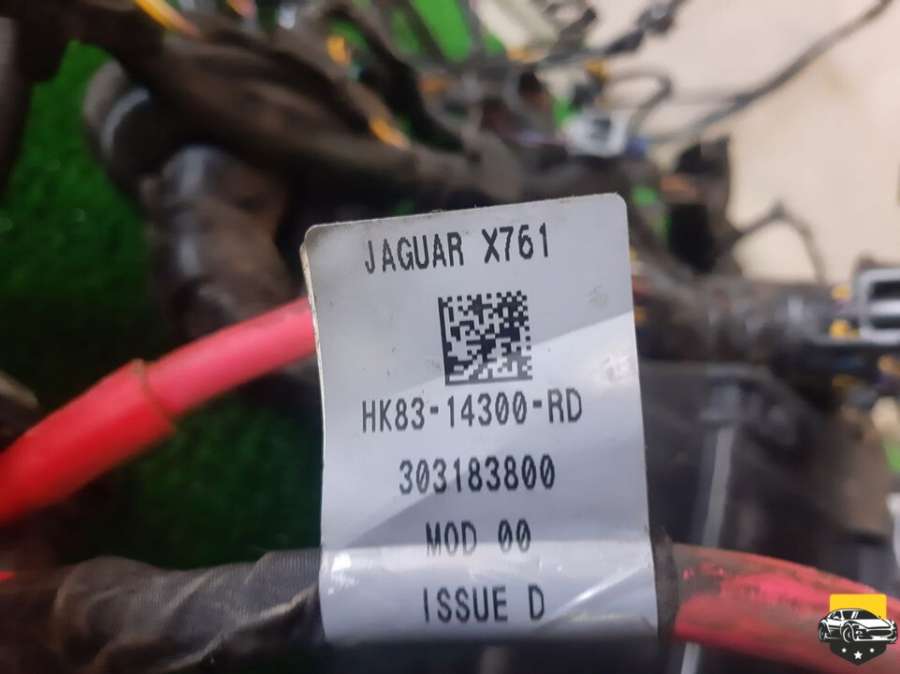 JAGUAR X761
HK83-14300-RD
303183800
MOD 00
ISSUE D